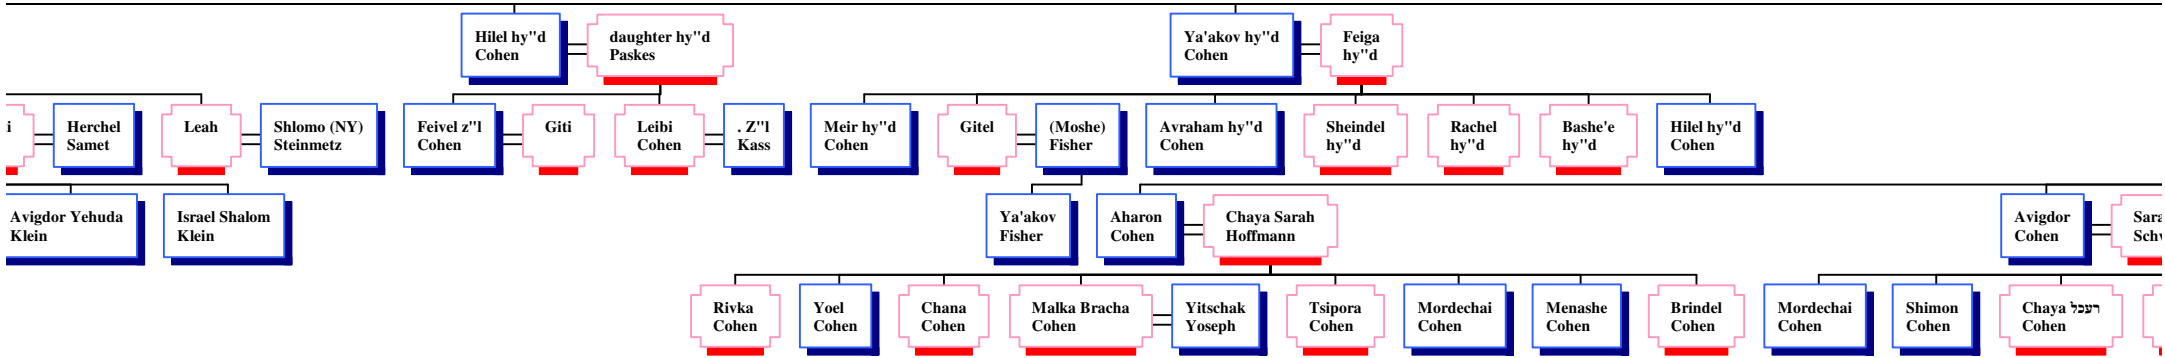 Hilel hy"d
Cohen
daughter hy"d
Paskes
Ya'akov hy"d
Cohen
Feiga
hy"d
i
Herchel
Samet
Leah
Shlomo (NY)
Steinmetz
Feivel z"l
Cohen
Giti
Leibi
Cohen
. Z"l
Kass
Meir hy"d
Cohen
Gitel
(Moshe)
Fisher
Avraham hy"d
Cohen
Sheindel
hy"d
Rachel
hy"d
Bashe'e
hy"d
Hilel hy"d
Cohen
Avigdor Yehuda
Klein
Israel Shalom
Klein
Ya'akov
Fisher
Aharon
Cohen
Chaya Sarah
Hoffmann
Avigdor
Cohen
Sara
Schv
Rivka
Cohen
Yoel
Cohen
Chana
Cohen
Malka Bracha
Cohen
Yitschak
Yoseph
Tsipora
Cohen
Mordechai
Cohen
Menashe
Cohen
Brindel
Cohen
Mordechai
Cohen
Shimon
Cohen
Chaya רעכל
Cohen